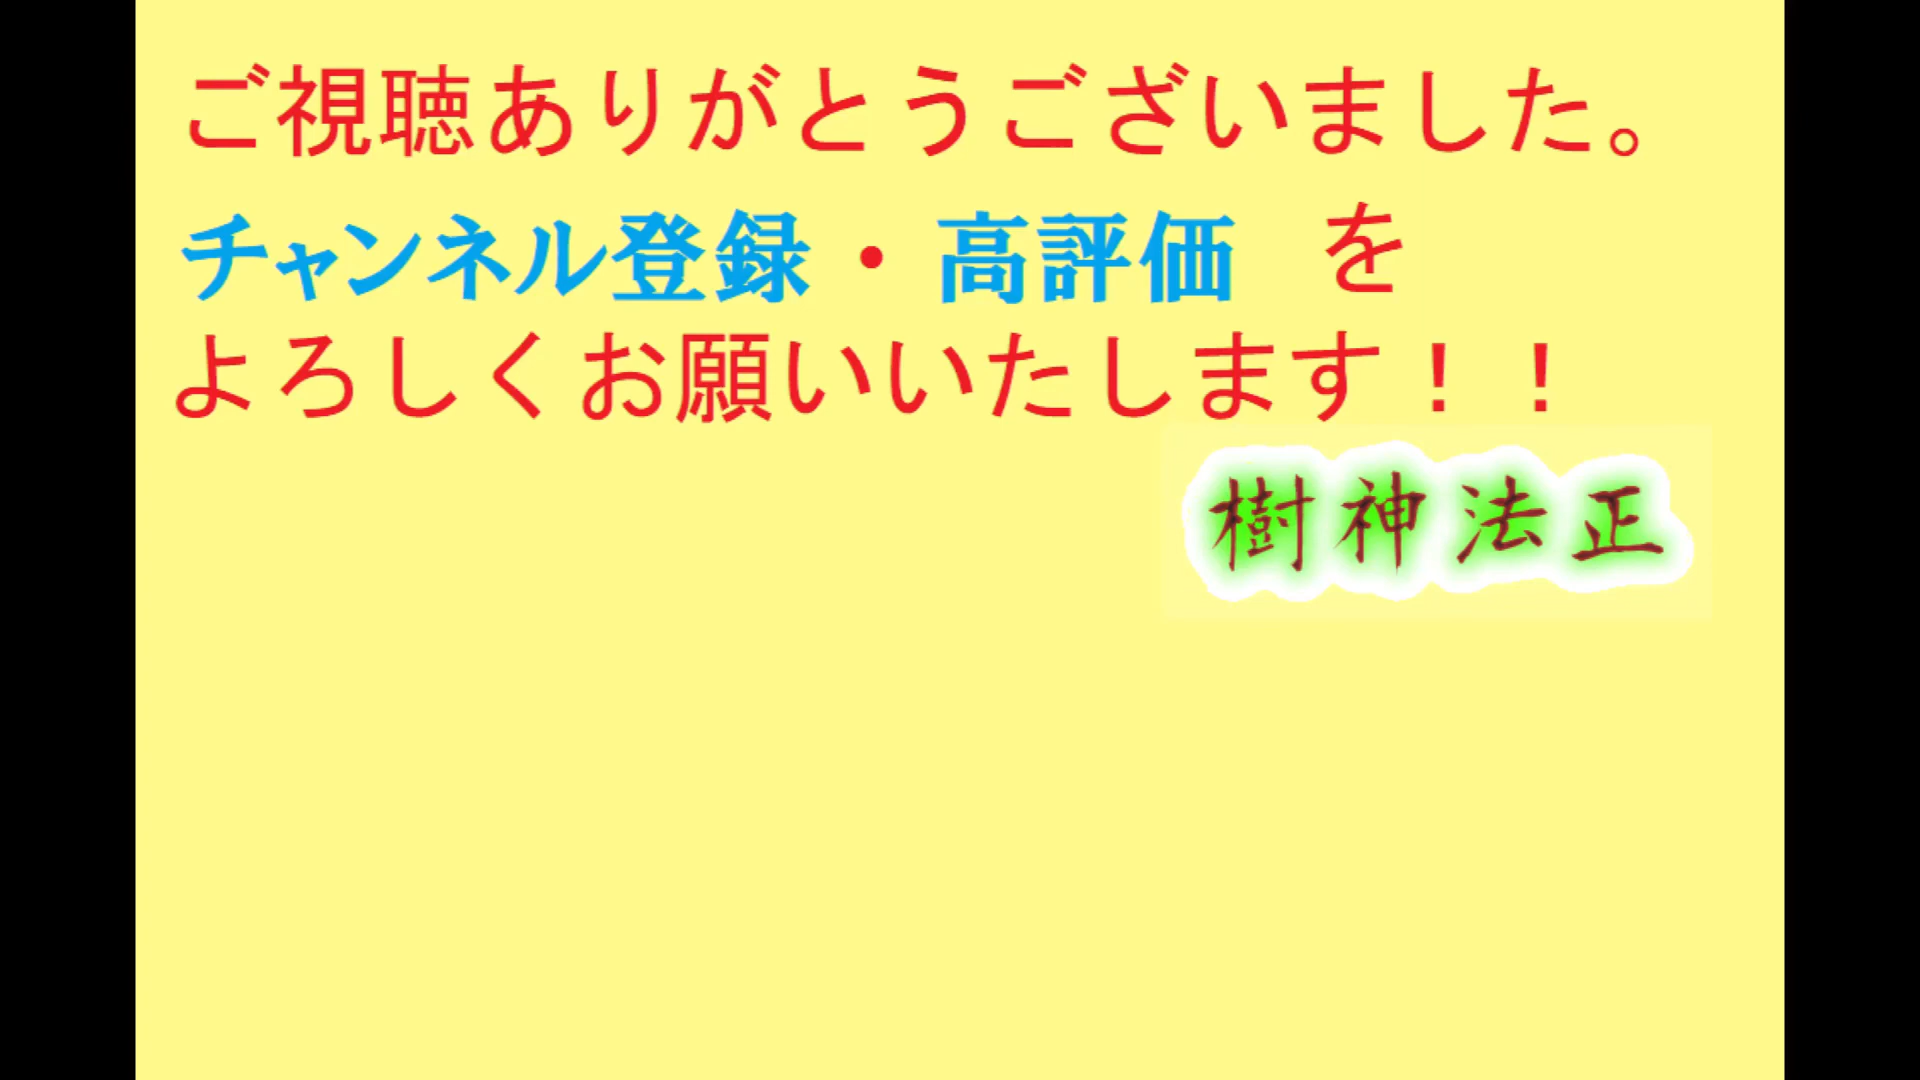 ご視聴ありがとうございました。
チャンネル登録・高評価 を
よろしくお願いいたします！！
樹神法正